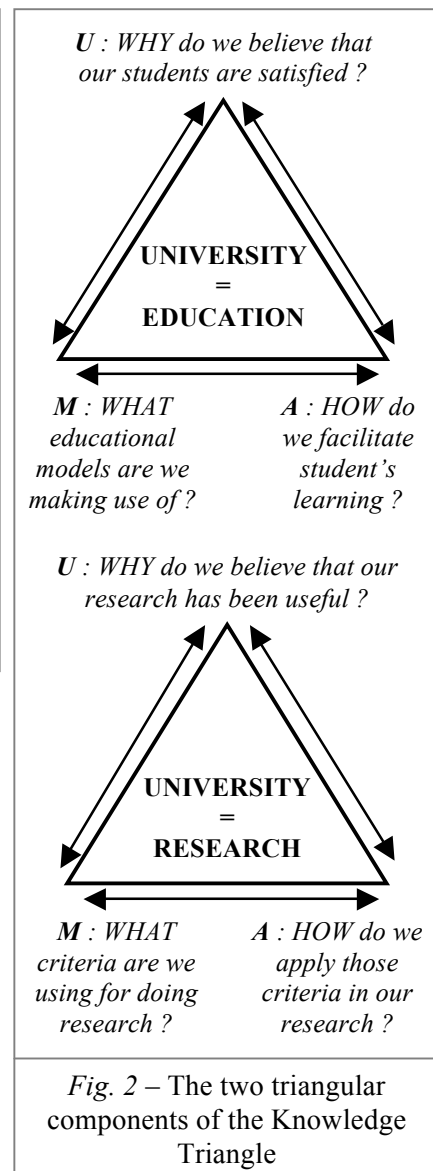 U : WHY do we believe that
our students are satisfied ?
UNIVERSITY
=
EDUCATION
M : WHAT
educational
models are we
making use of ?
A : HOW do
we facilitate
student’s
learning ?
U : WHY do we believe that our
research has been useful ?
UNIVERSITY
=
RESEARCH
M : WHAT
criteria are we
using for doing
research ?
A : HOW do we
apply those
criteria in our
research ?
Fig. 2 – The two triangular
components of the Knowledge
Triangle